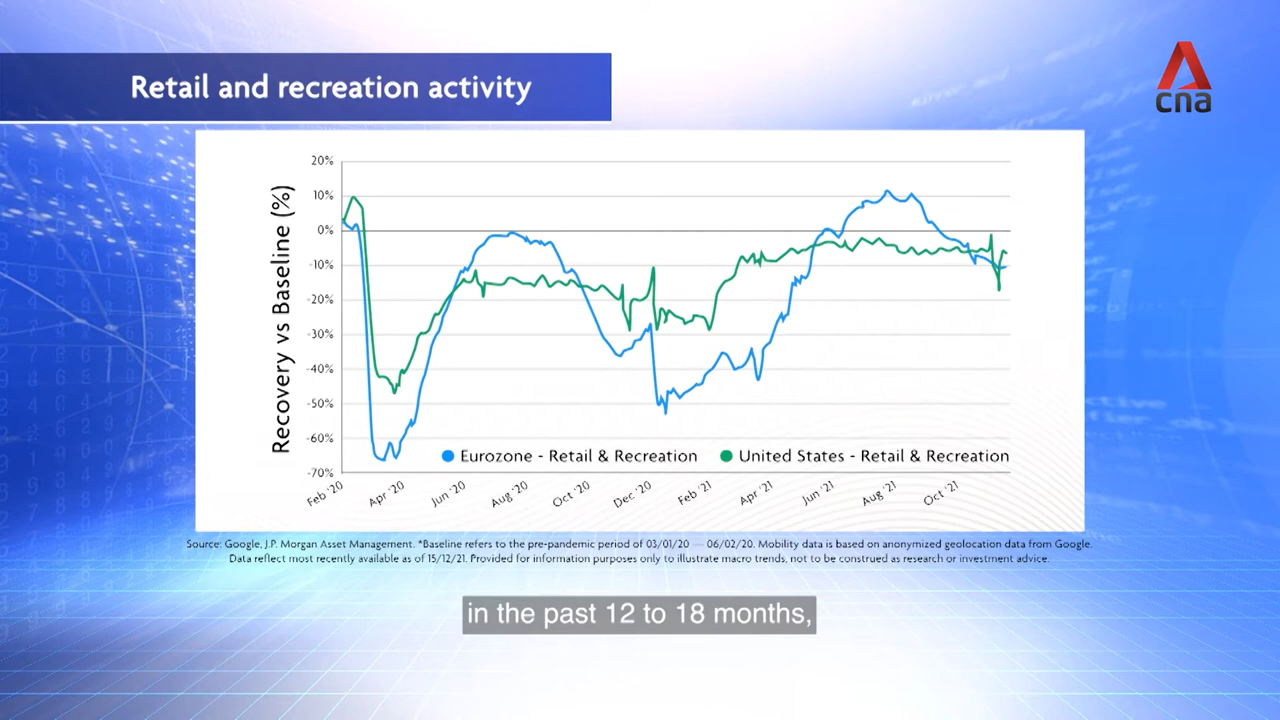 Retail and recreation activity
cna
Recovery vs Baseline (%)
20%
10%
0%
-10%
-20%
-30%
-40%
-50%
-60%
-70%
Eurozone - Retail & Recreation United States - Retail & Recreation
Feb '20 Apr '20 Jun '20 Aug '20 Oct '20 Dec '20 Feb '21 Apr '21 Jun '21 Aug '21 Oct '21
Source: Google, J.P. Morgan Asset Management. *Baseline refers to the pre-pandemic period of 03/01/20 — 06/02/20. Mobility data is based on anonymized geolocation data from Google.
Data reflect most recently available as of 15/12/21. Provided for information purposes only to illustrate macro trends, not to be construed as research or investment advice.
in the past 12 to 18 months,